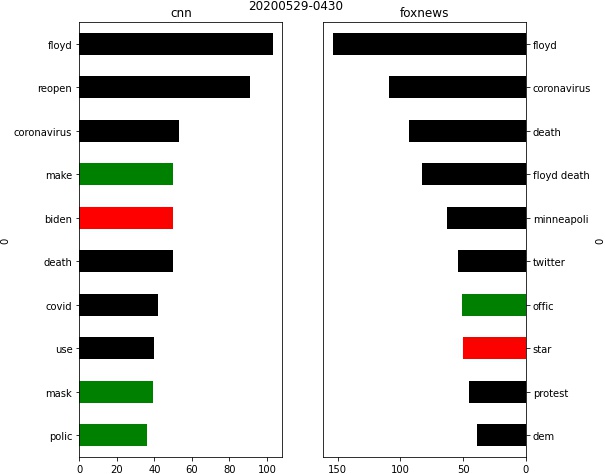 20200529-0430
cnn
foxnews
floyd
reopen
coronavirus
make
biden
death
covid
use
mask
polic
0
0 20 40 60 80 100
floyd
coronavirus
death
floyd death
minneapoli
twitter
offic
star
protest
dem
0
150 100 50 0